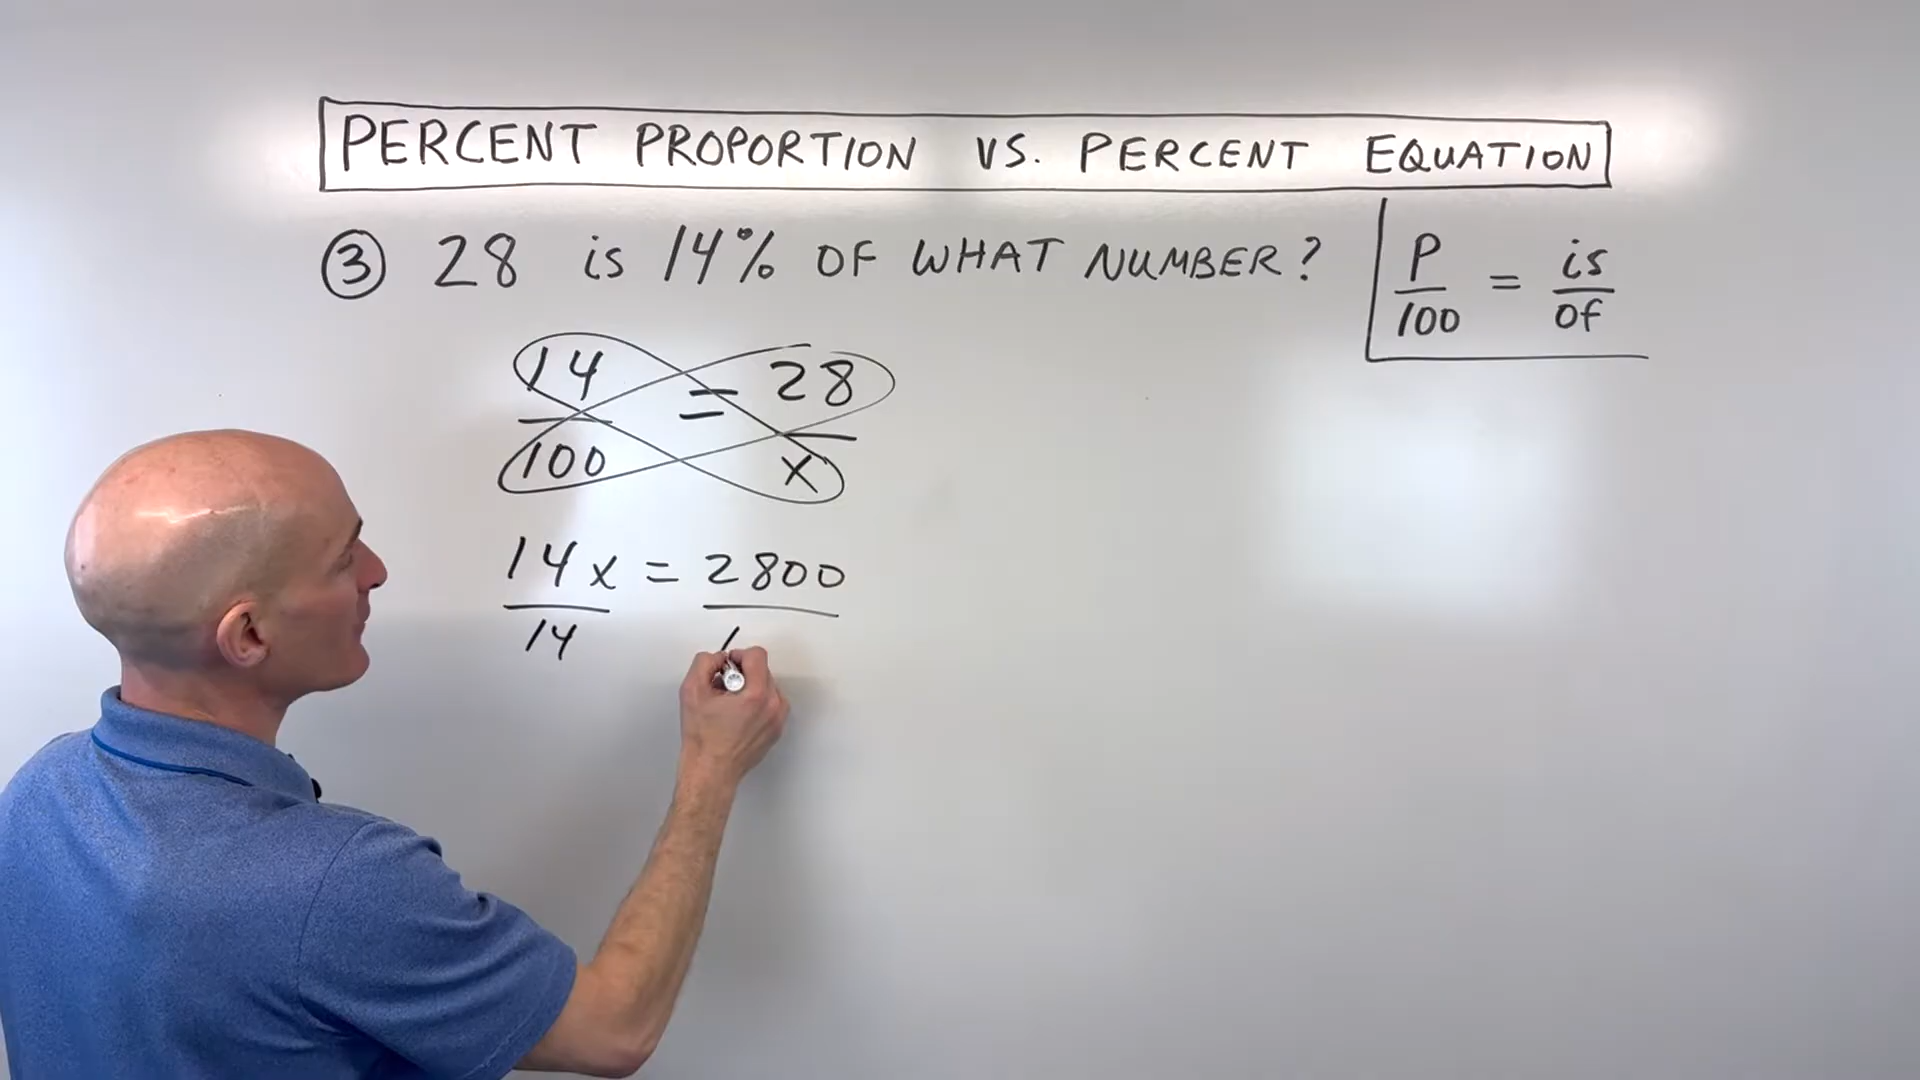 PERCENT PROPORTION VS. PERCENT EQUATION
③ 28 is 14% OF WHAT NUMBER?
P/100 = is/of
14/100 = 28/x
14x = 2800
14 1